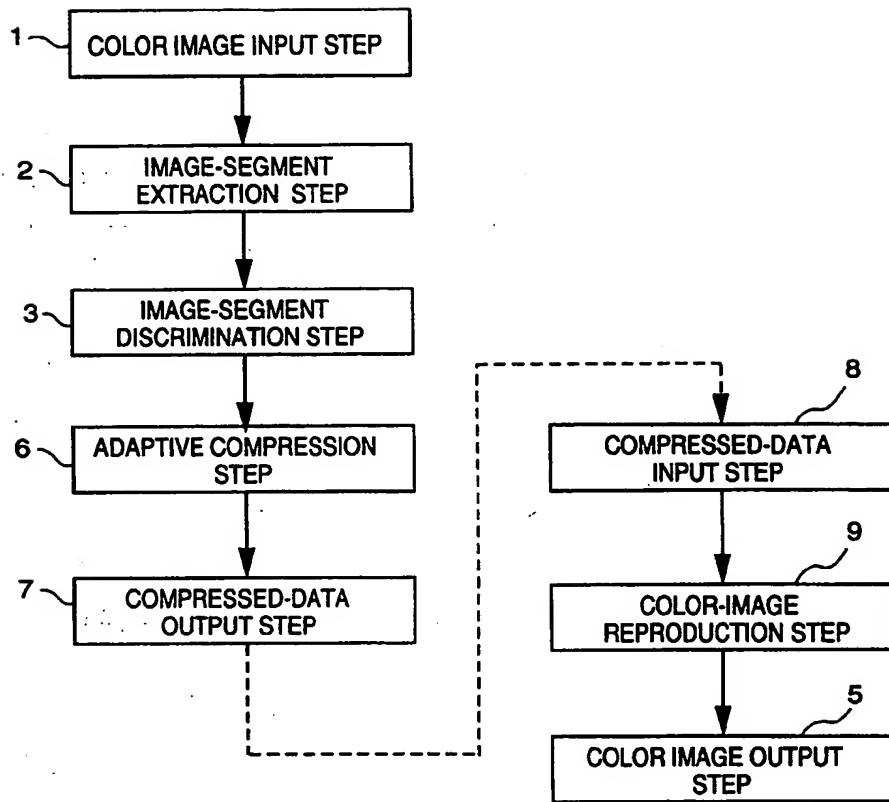 1
COLOR IMAGE INPUT STEP
2
IMAGE-SEGMENT
EXTRACTION STEP
3
IMAGE-SEGMENT
DISCRIMINATION STEP
6
ADAPTIVE COMPRESSION
STEP
7
COMPRESSED-DATA
OUTPUT STEP
8
COMPRESSED-DATA
INPUT STEP
9
COLOR-IMAGE
REPRODUCTION STEP
5
COLOR IMAGE OUTPUT
STEP